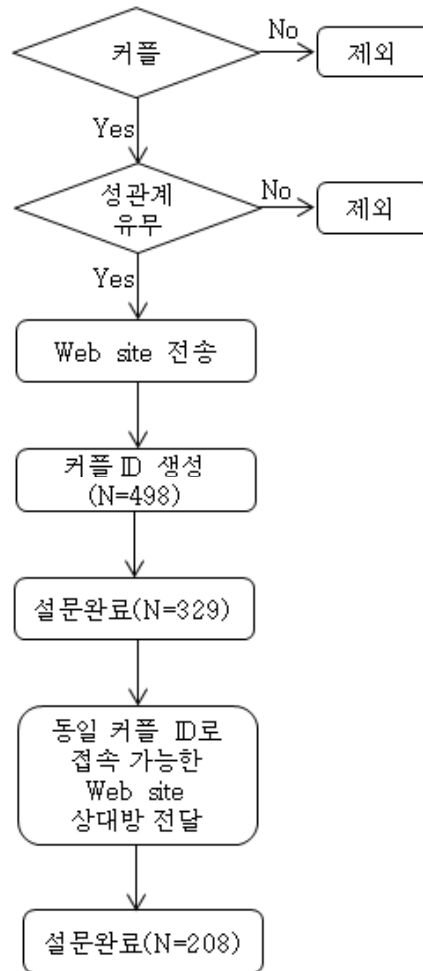 커플
No
제외
Yes
성관계
유무
No
제외
Yes
Web site 전송
커플 ID 생성
(N=498)
설문완료(N=329)
동일 커플 ID로
접속 가능한
Web site
상대방 전달
설문완료(N=208)